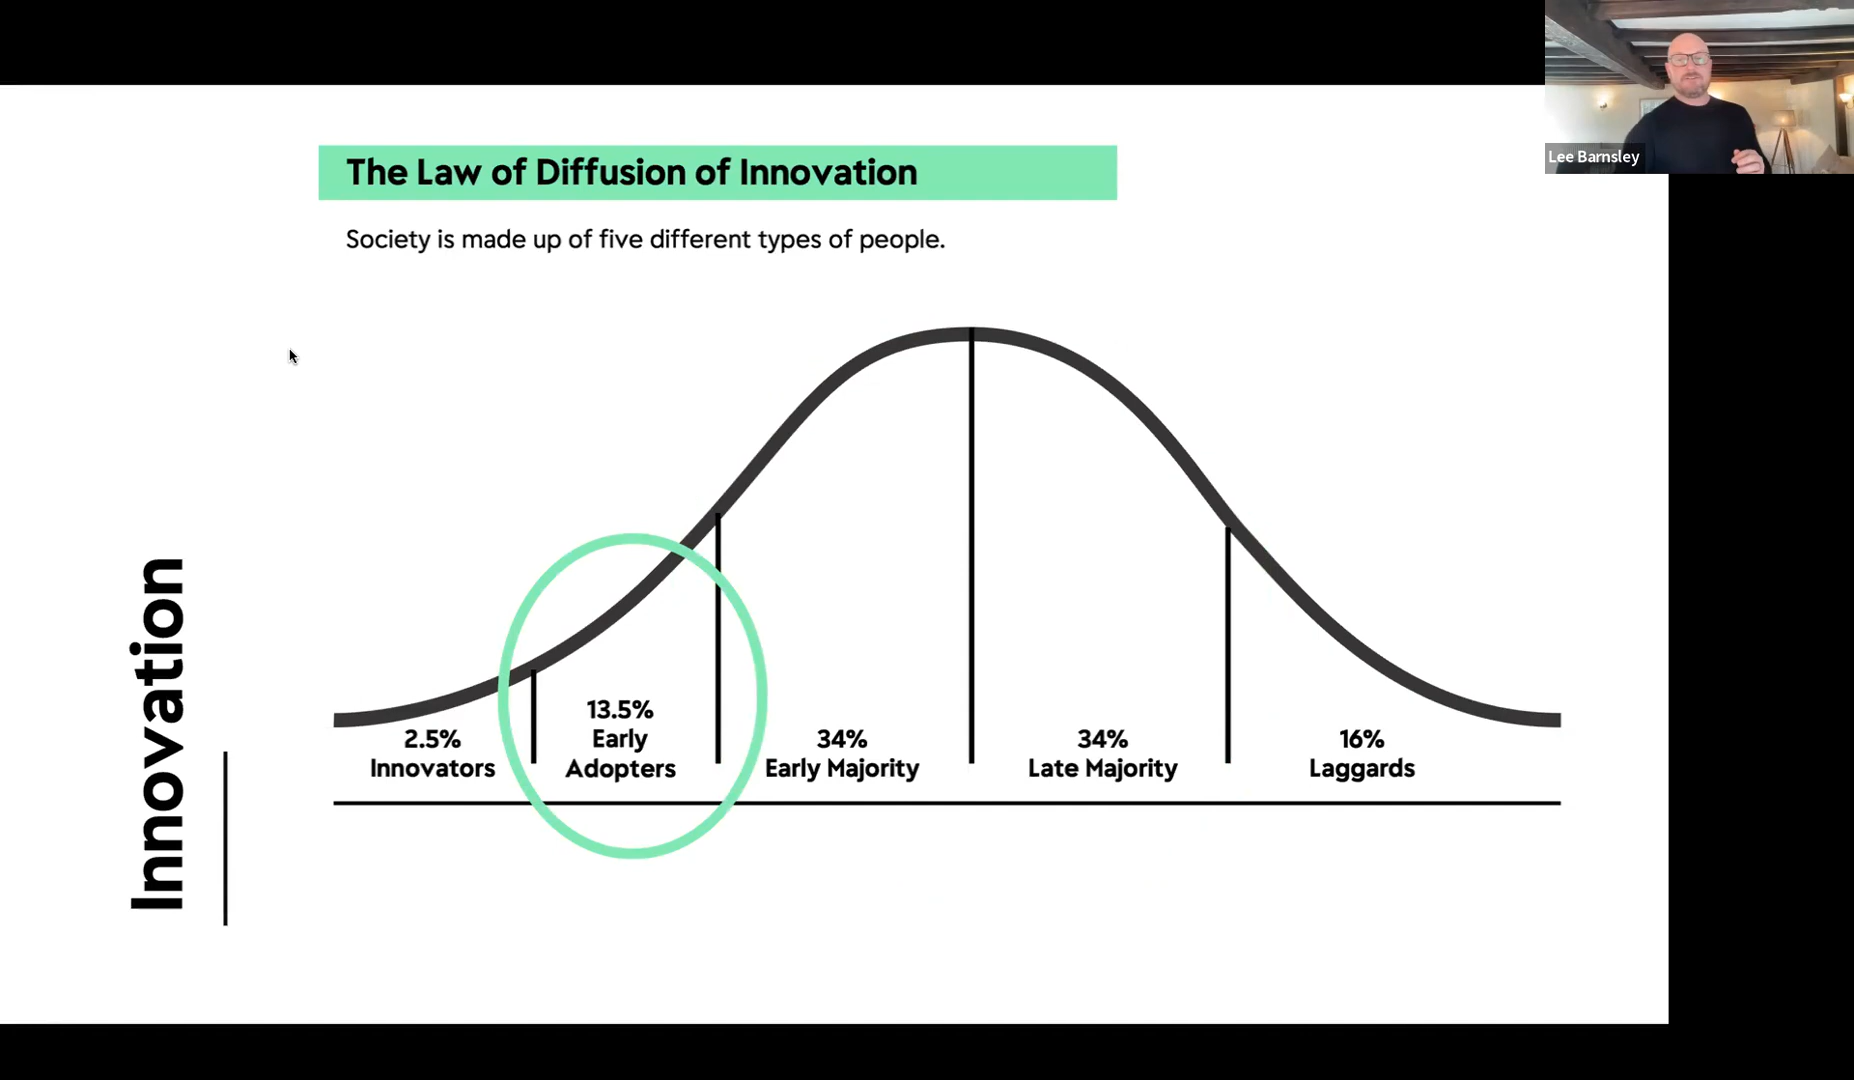 The Law of Diffusion of Innovation
Lee Barnsley
Society is made up of five different types of people.
Innovation
2.5%
Innovators
13.5%
Early
Adopters
34%
Early Majority
34%
Late Majority
16%
Laggards